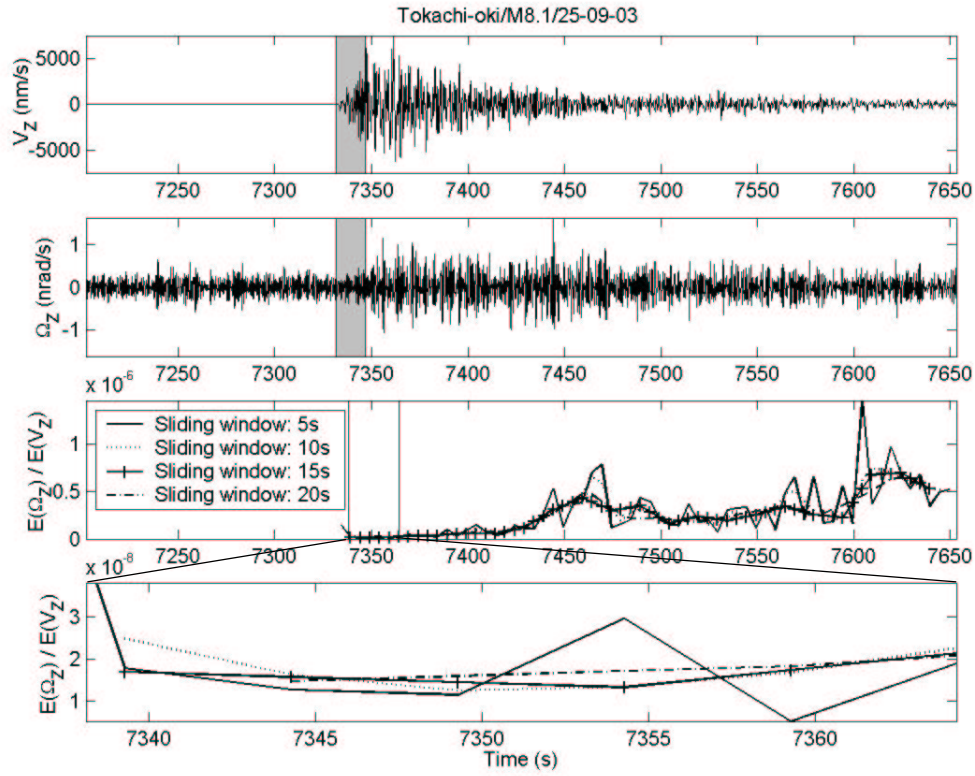 Tokachi-oki/M8.1/25-09-03
V_Z (nm/s)
5000
0
-5000
7250 7300 7350 7400 7450 7500 7550 7600 7650
Ω_Z (nrad/s)
1
0
-1
7250 7300 7350 7400 7450 7500 7550 7600 7650
x 10^-6
E(Ω_Z) / E(V_Z)
1
0.5
0
Sliding window: 5s
Sliding window: 10s
Sliding window: 15s
Sliding window: 20s
7250 7300 7350 7400 7450 7500 7550 7600 7650
x 10^-8
E(Ω_Z) / E(V_Z)
3
2
1
7340 7345 7350 7355 7360
Time (s)